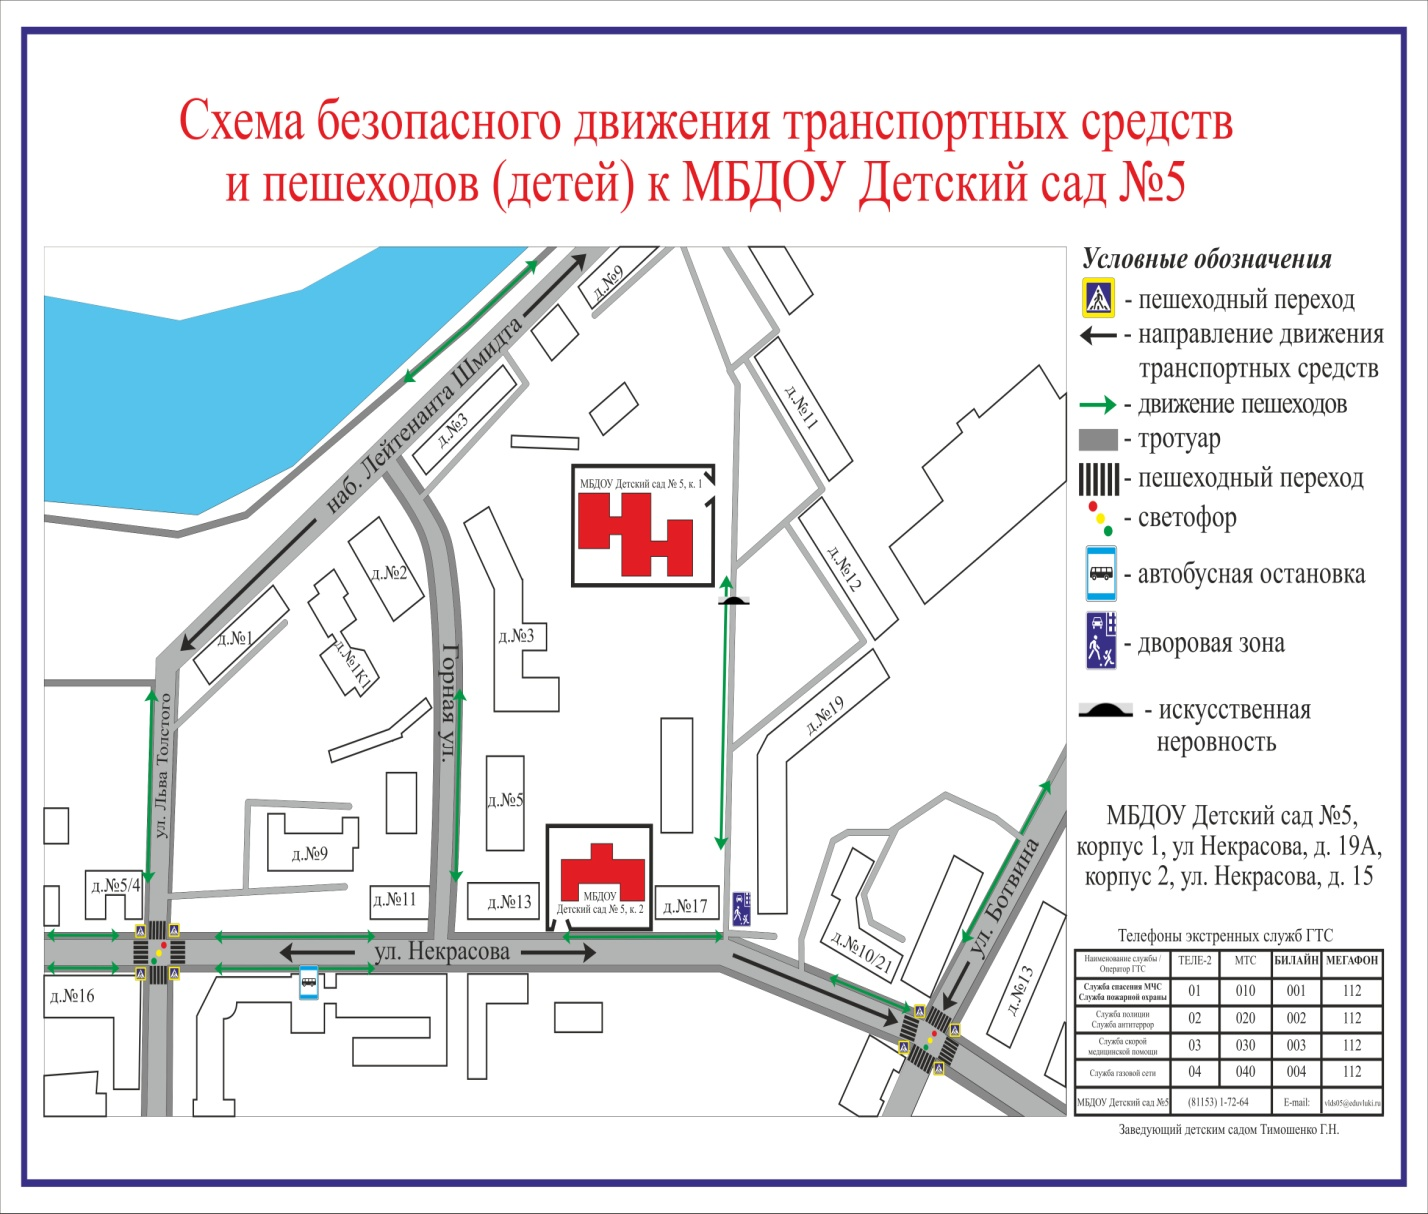 Схема безопасного движения транспортных средств
и пешеходов (детей) к МБДОУ Детский сад №5
Условные обозначения
- пешеходный переход
- направление движения
транспортных средств
- движение пешеходов
- тротуар
- пешеходный переход
- светофор
- автобусная остановка
- дворовая зона
- искусственная
неровность
МБДОУ Детский сад №5,
корпус 1, ул Некрасова, д. 19А,
корпус 2, ул. Некрасова, д. 15
Телефоны экстренных служб ГТС
Наименование службы /
Оператор ГТС
ТЕЛЕ-2 МТС БИЛАЙН МЕГАФОН
Служба спасения МЧС
Служба пожарной охраны
01 010 001 112
Служба полиции
Служба антитеррор
02 020 002 112
Служба скорой
медицинской помощи
03 030 003 112
Служба газовой сети 04 040 004 112
МБДОУ Детский сад №5 (81153) 1-72-64 E-mail: vlds05@eduvluki.ru
Заведующий детским садом Тимошенко Г.Н.
д.№9
наб. Лейтенанта Шмидта
д.№3
д.№11
МБДОУ Детский сад № 5, к. 1
д.№2
д.№12
д.№1
д.№1К1
д.№3
Горная ул.
ул. Льва Толстого
д.№19
д.№5
д.№9
д.№5/4
д.№11
д.№13
МБДОУ
Детский сад № 5, к. 2
д.№17
ул. Ботвина
ул. Некрасова
д.№10/21
д.№16
д.№13